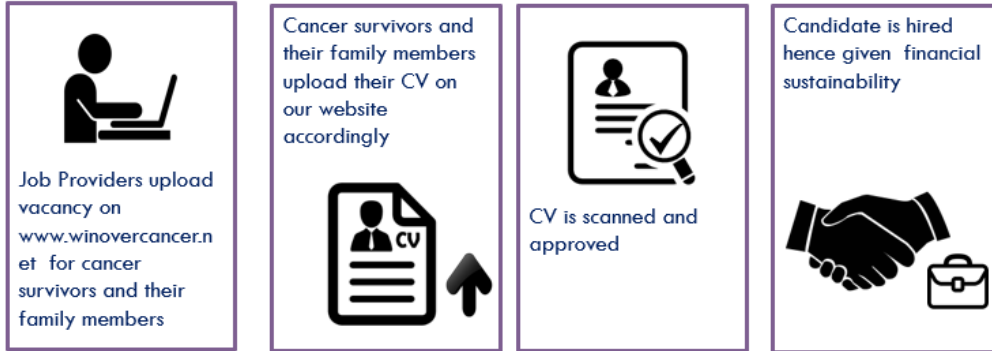 Job Providers upload
vacancy on
www.winovercancer.n
et for cancer
survivors and their
family members
Cancer survivors and
their family members
upload their CV on
our website
accordingly
CV
CV is scanned and
approved
Candidate is hired
hence given financial
sustainability